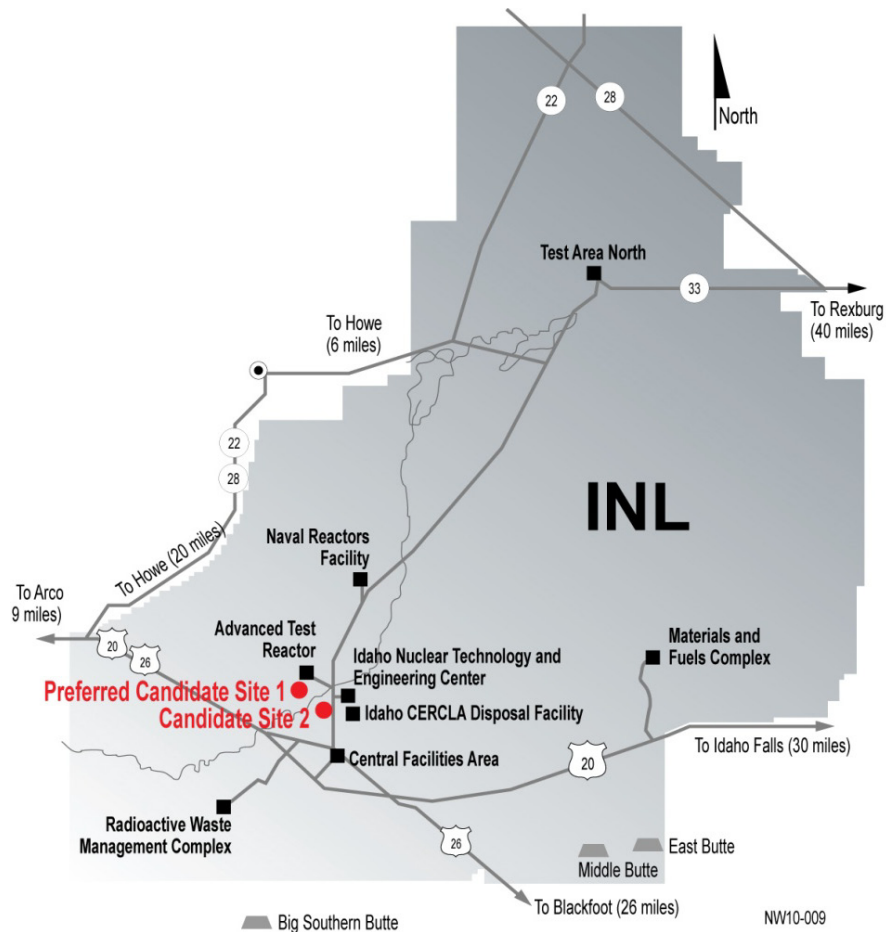 22
28
North
Test Area North
33
To Rexburg
(40 miles)
To Howe
(6 miles)
22
28
INL
To Howe (20 miles)
Naval Reactors
Facility
To Arco
9 miles)
20
26
Advanced Test
Reactor
Materials and
Fuels Complex
Idaho Nuclear Technology and
Engineering Center
Preferred Candidate Site 1
Candidate Site 2
Idaho CERCLA Disposal Facility
To Idaho Falls (30 miles)
Central Facilities Area
20
Radioactive Waste
Management Complex
26
East Butte
Middle Butte
To Blackfoot (26 miles)
Big Southern Butte
NW10-009